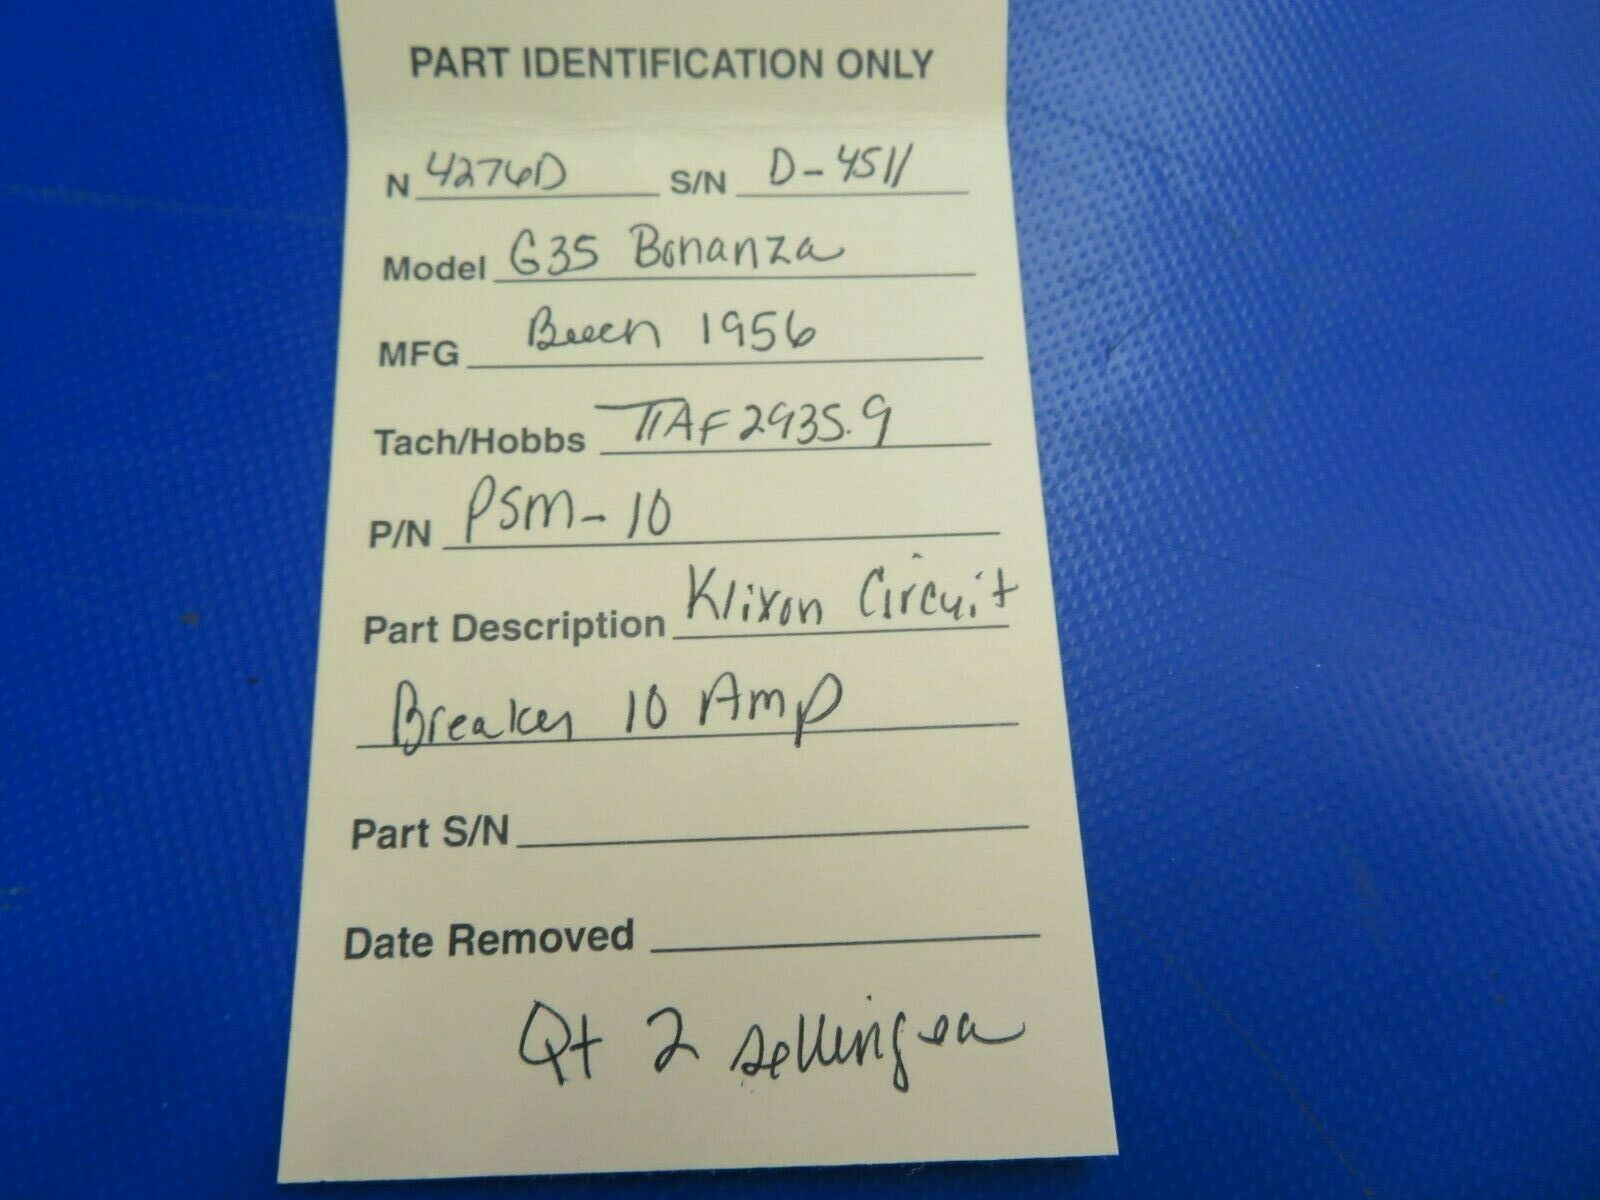 PART IDENTIFICATION ONLY
N 4276D S/N D-4511
Model G35 Bonanza
MFG Beech 1956
Tach/Hobbs TTAF 2935.9
P/N PSM-10
Part Description Klixon Circuit
Breaker 10 Amp
Part S/N
Date Removed
Qt 2 selling ea